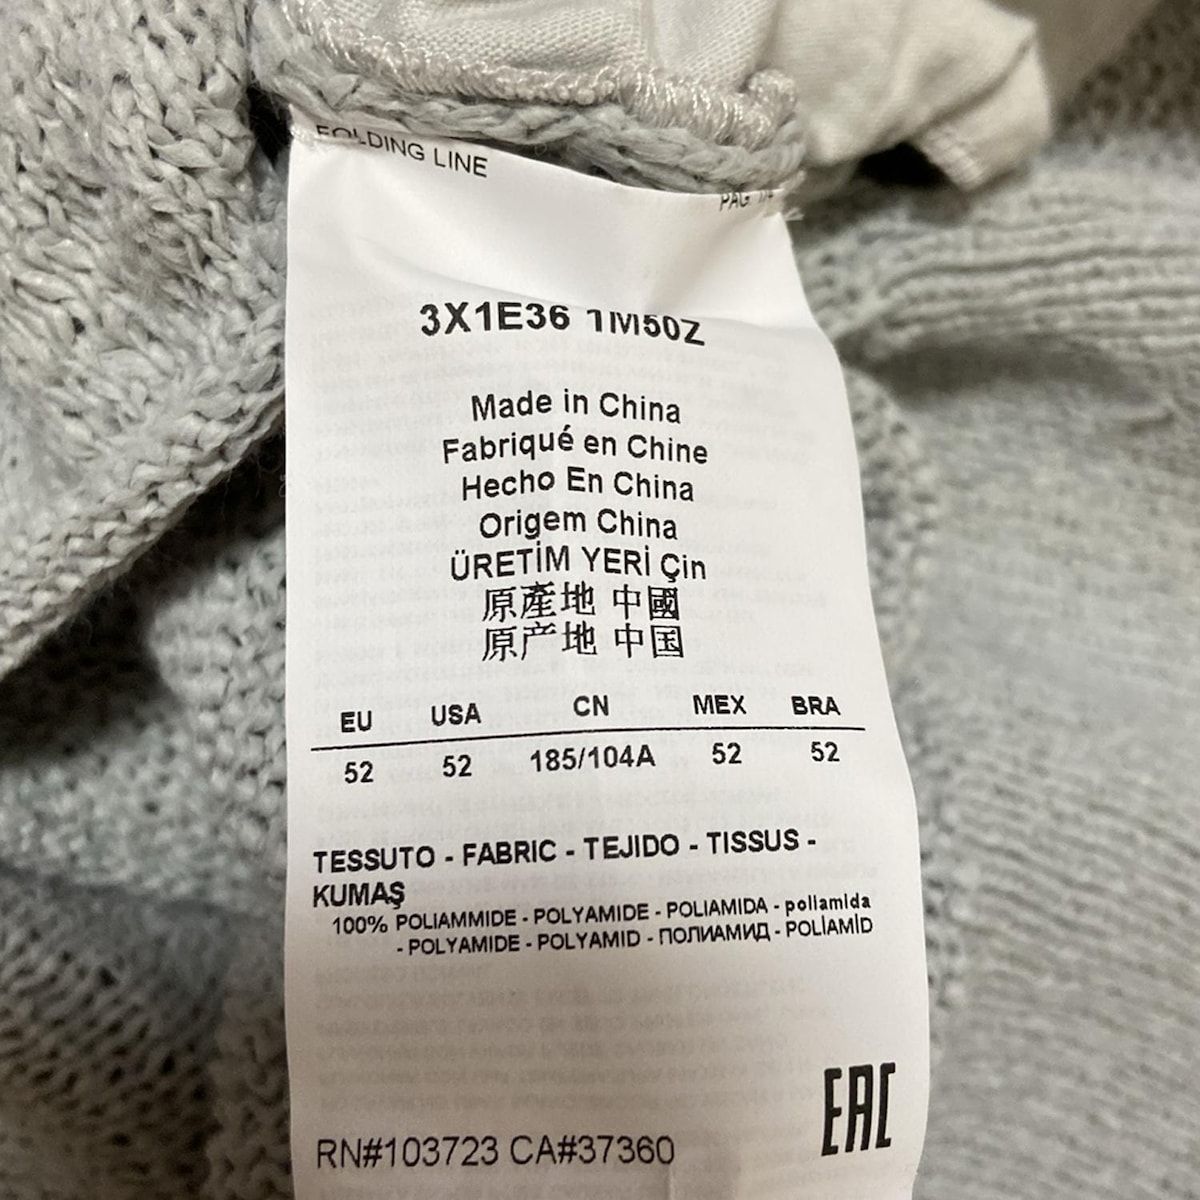 FOLDING LINE
PAG 1/4
3X1E36 1M50Z
Made in China
Fabriqué en Chine
Hecho En China
Origem China
ÜRETİM YERİ Çin
原產地 中國
原产地 中国
EU USA CN MEX BRA
52 52 185/104A 52 52
TESSUTO - FABRIC - TEJIDO - TISSUS -
KUMAŞ
100% POLIAMMIDE - POLYAMIDE - POLIAMIDA - poliamida
- POLYAMIDE - POLYAMID - ПОЛИАМИД - POLİAMİD
EAC
RN#103723 CA#37360